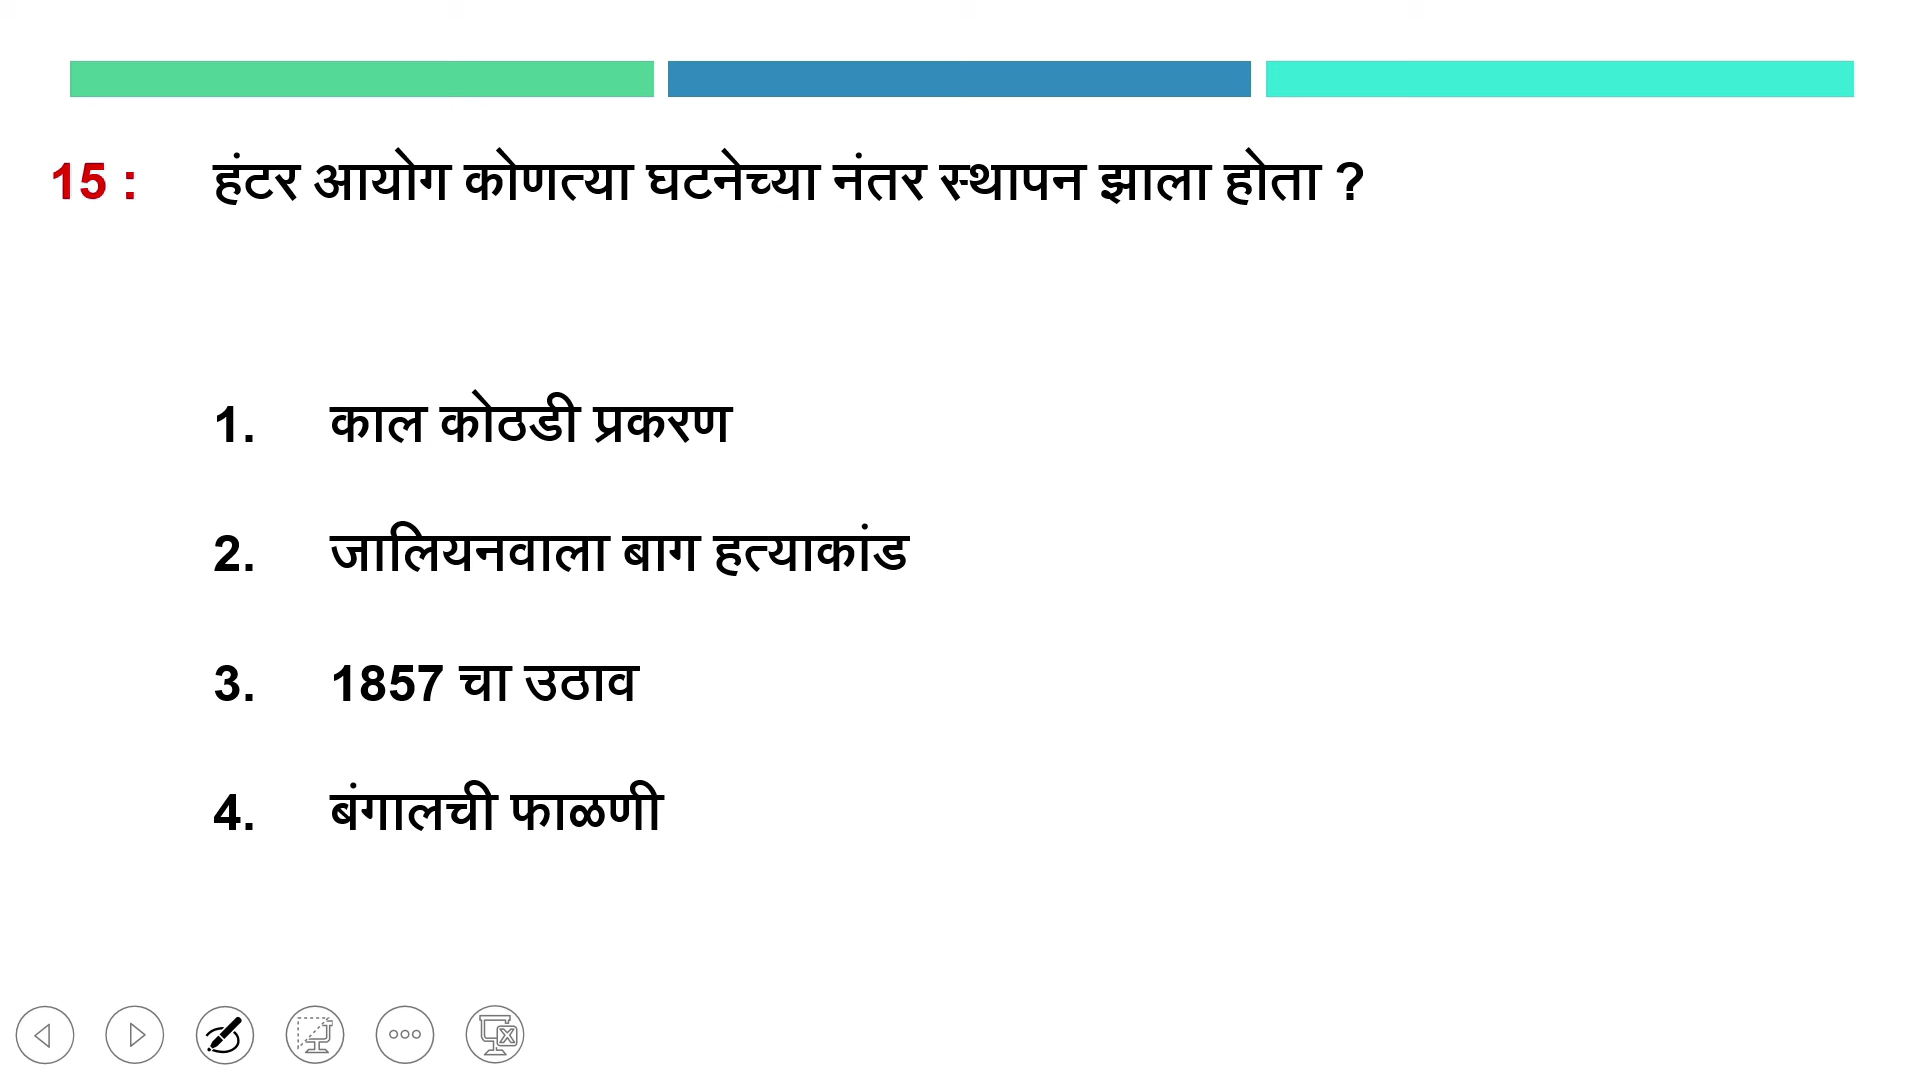 15 : हंटर आयोग कोणत्या घटनेच्या नंतर स्थापन झाला होता ?
1. काल कोठडी प्रकरण
2. जालियनवाला बाग हत्याकांड
3. 1857 चा उठाव
4. बंगालची फाळणी